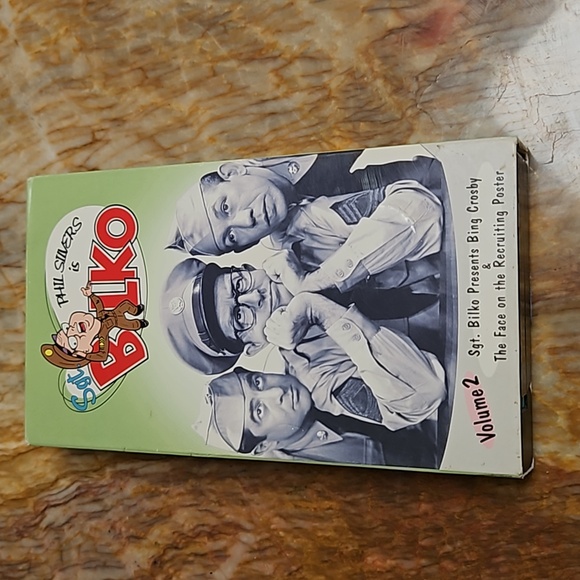 PHIL SILVERS
is
Sgt.
BILKO
Volume 2
Sgt. Bilko Presents Bing Crosby
&
The Face on the Recruiting Poster